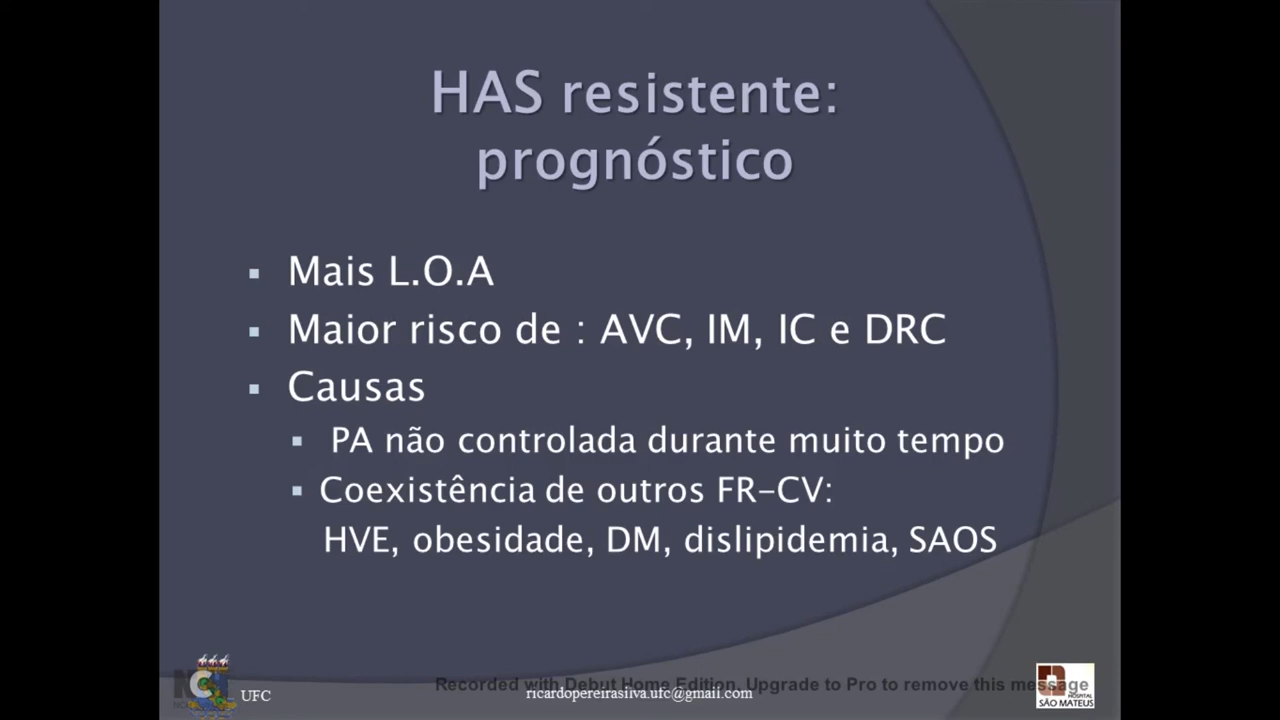 HAS resistente:
prognóstico
▪ Mais L.O.A
▪ Maior risco de : AVC, IM, IC e DRC
▪ Causas
▪ PA não controlada durante muito tempo
▪ Coexistência de outros FR-CV:
HVE, obesidade, DM, dislipidemia, SAOS
UFC
Recorded with Debut Home Edition. Upgrade to Pro to remove this message
ricardopereirasilva.ufc@gmail.com
HOSPITAL
SÃO MATEUS